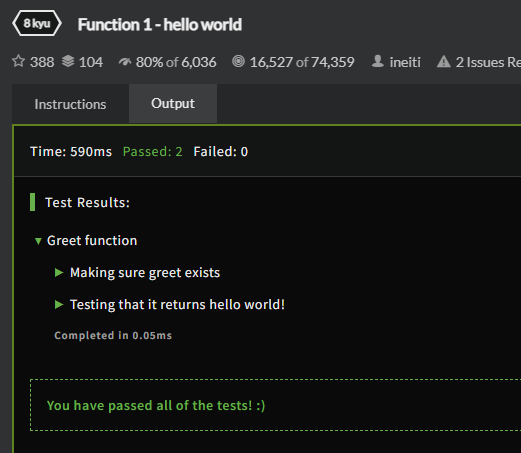 8 kyu Function 1 - hello world
388 104 80% of 6,036 16,527 of 74,359 ineiti 2 Issues Re
Instructions Output
Time: 590ms Passed: 2 Failed: 0
Test Results:
Greet function
Making sure greet exists
Testing that it returns hello world!
Completed in 0.05ms
You have passed all of the tests! :)